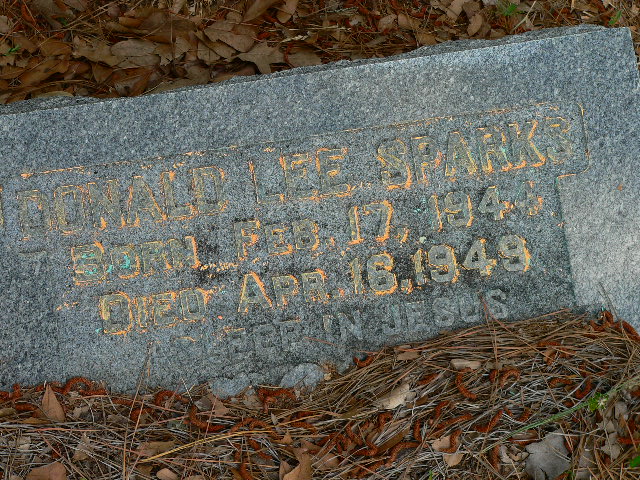 DONALD LEE SPARKS
BORN FEB. 17, 1944
DIED APR. 16, 1949
IN JESUS